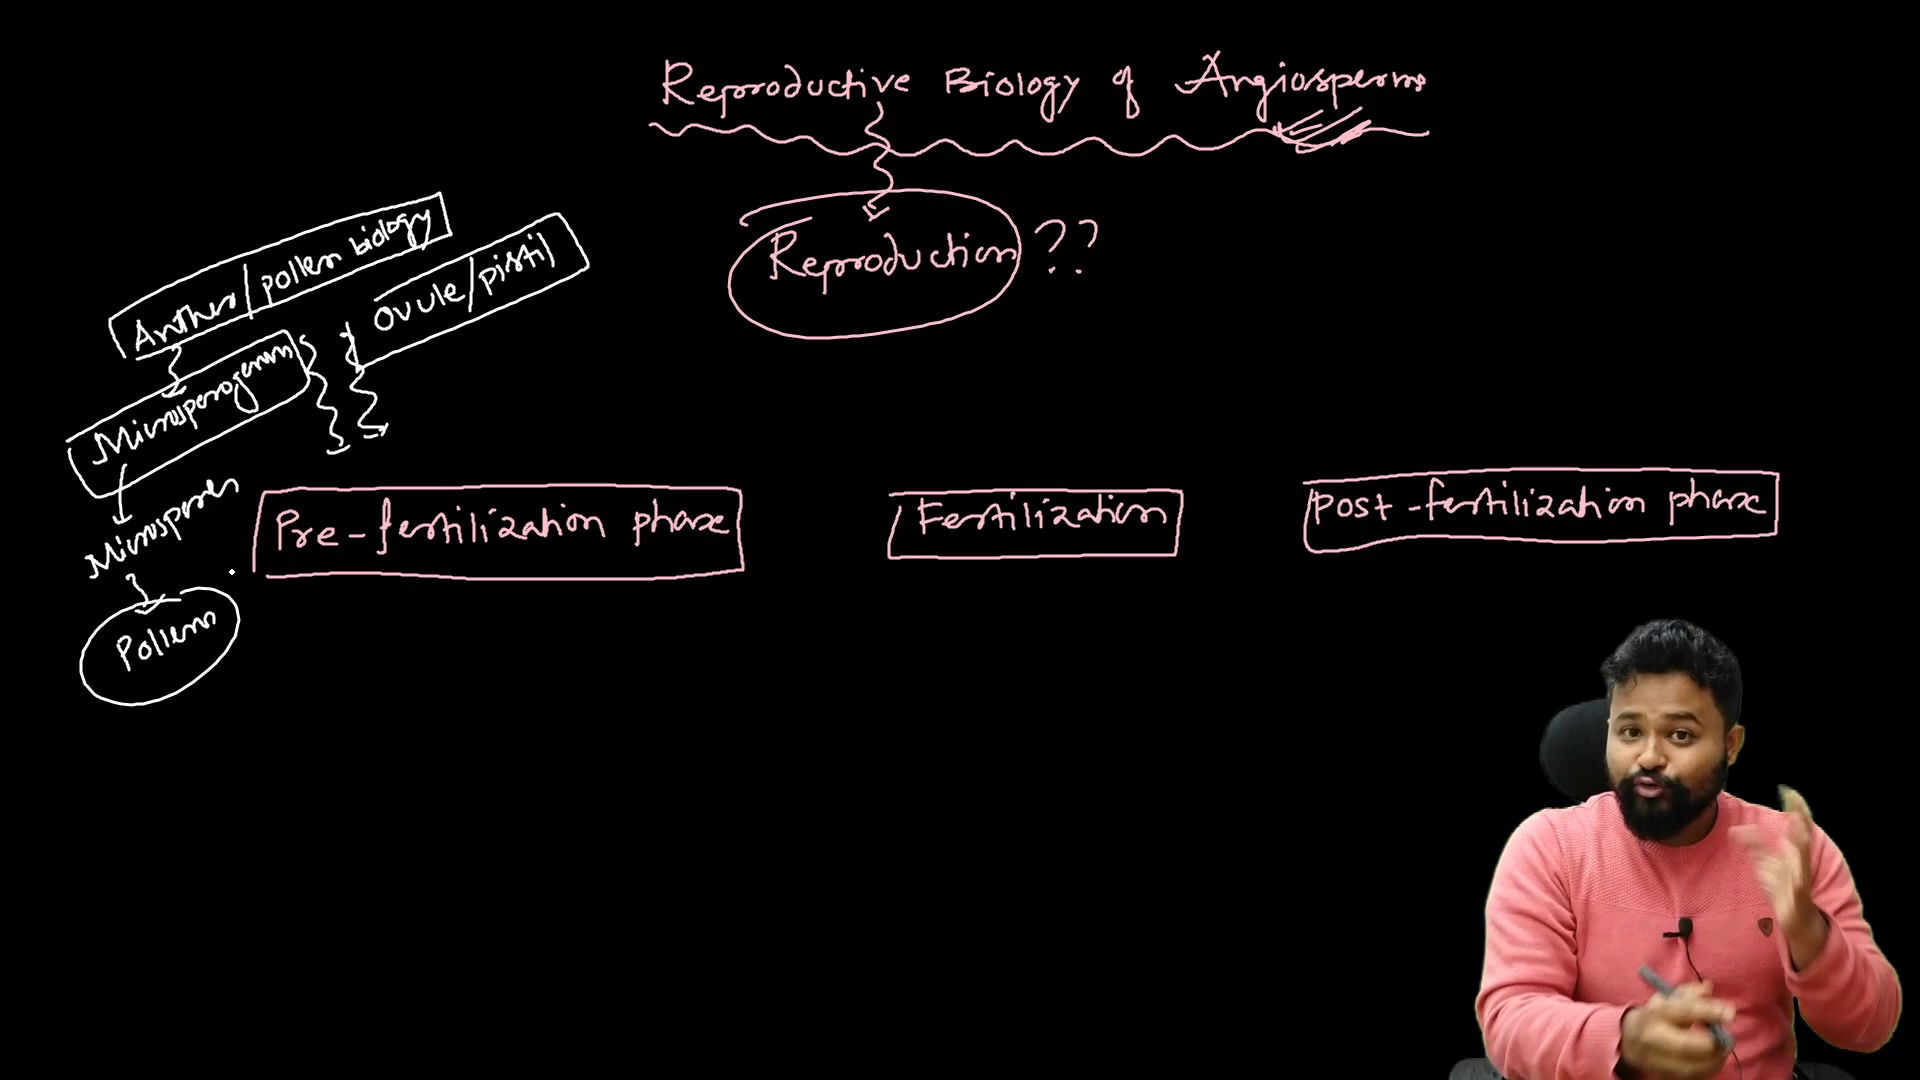 Reproductive Biology of Angiosperms
Reproduction ??
Anther/pollen biology
Ovule/pistil
Microsporogenesis
Microspores
Pollens
Pre-fertilization phase
Fertilization
Post-fertilization phase